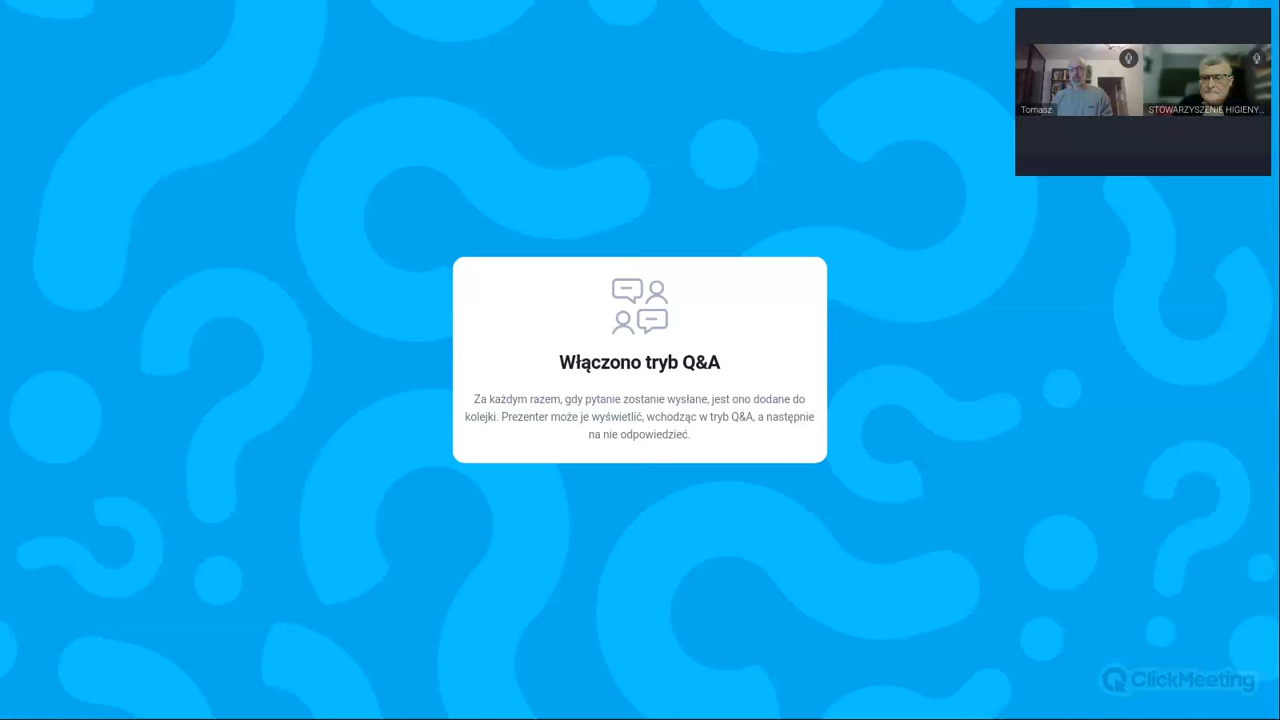 Tomasz
STOWARZYSZENIE HIGIENY...
Włączono tryb Q&A
Za każdym razem, gdy pytanie zostanie wysłane, jest ono dodane do
kolejki. Prezenter może je wyświetlić, wchodząc w tryb Q&A, a następnie
na nie odpowiedzieć.
ClickMeeting